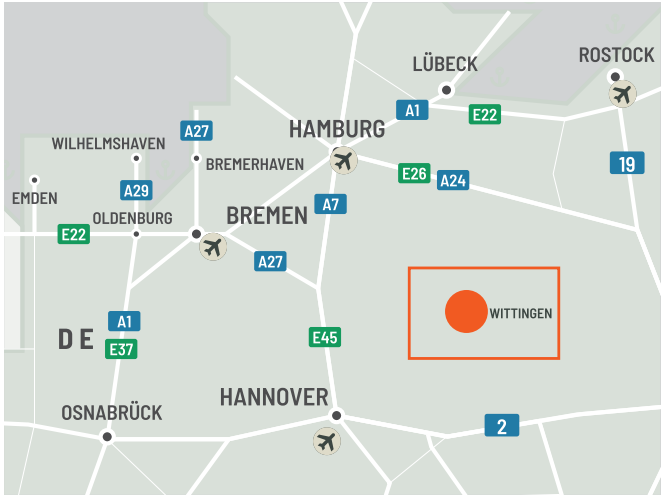 ROSTOCK
LÜBECK
A1
E22
A27
HAMBURG
WILHELMSHAVEN
BREMERHAVEN
19
E26
A24
EMDEN
A29
A7
OLDENBURG
BREMEN
E22
A27
WITTINGEN
A1
DE
E37
E45
HANNOVER
OSNABRÜCK
2